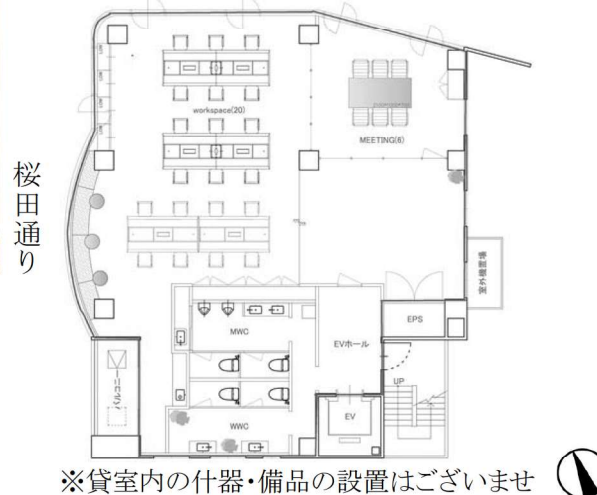 workspace(20)
MEETING(6)
桜田通り
室外機置場
EPS
MWC
EVホール
UP
バルコニー
EV
WWC
※貸室内の什器・備品の設置はございませ